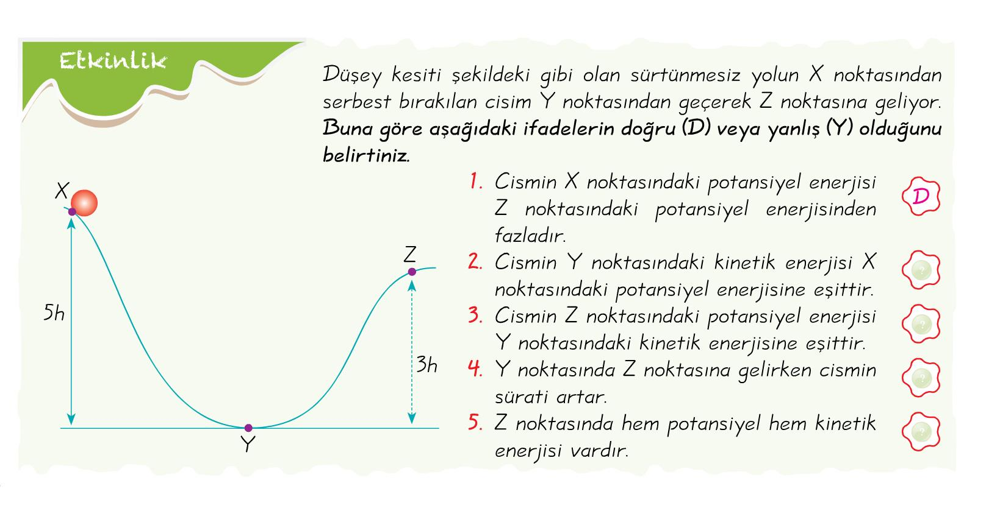 Etkinlik
Düşey kesiti şekildeki gibi olan sürtünmesiz yolun X noktasından
serbest bırakılan cisim Y noktasından geçerek Z noktasına geliyor.
Buna göre aşağıdaki ifadelerin doğru (D) veya yanlış (Y) olduğunu
belirtiniz.
1. Cismin X noktasındaki potansiyel enerjisi
Z noktasındaki potansiyel enerjisinden
fazladır.
D
2. Cismin Y noktasındaki kinetik enerjisi X
noktasındaki potansiyel enerjisine eşittir.
?
3. Cismin Z noktasındaki potansiyel enerjisi
Y noktasındaki kinetik enerjisine eşittir.
?
4. Y noktasında Z noktasına gelirken cismin
sürati artar.
?
5. Z noktasında hem potansiyel hem kinetik
enerjisi vardır.
?
X
Z
5h
3h
Y